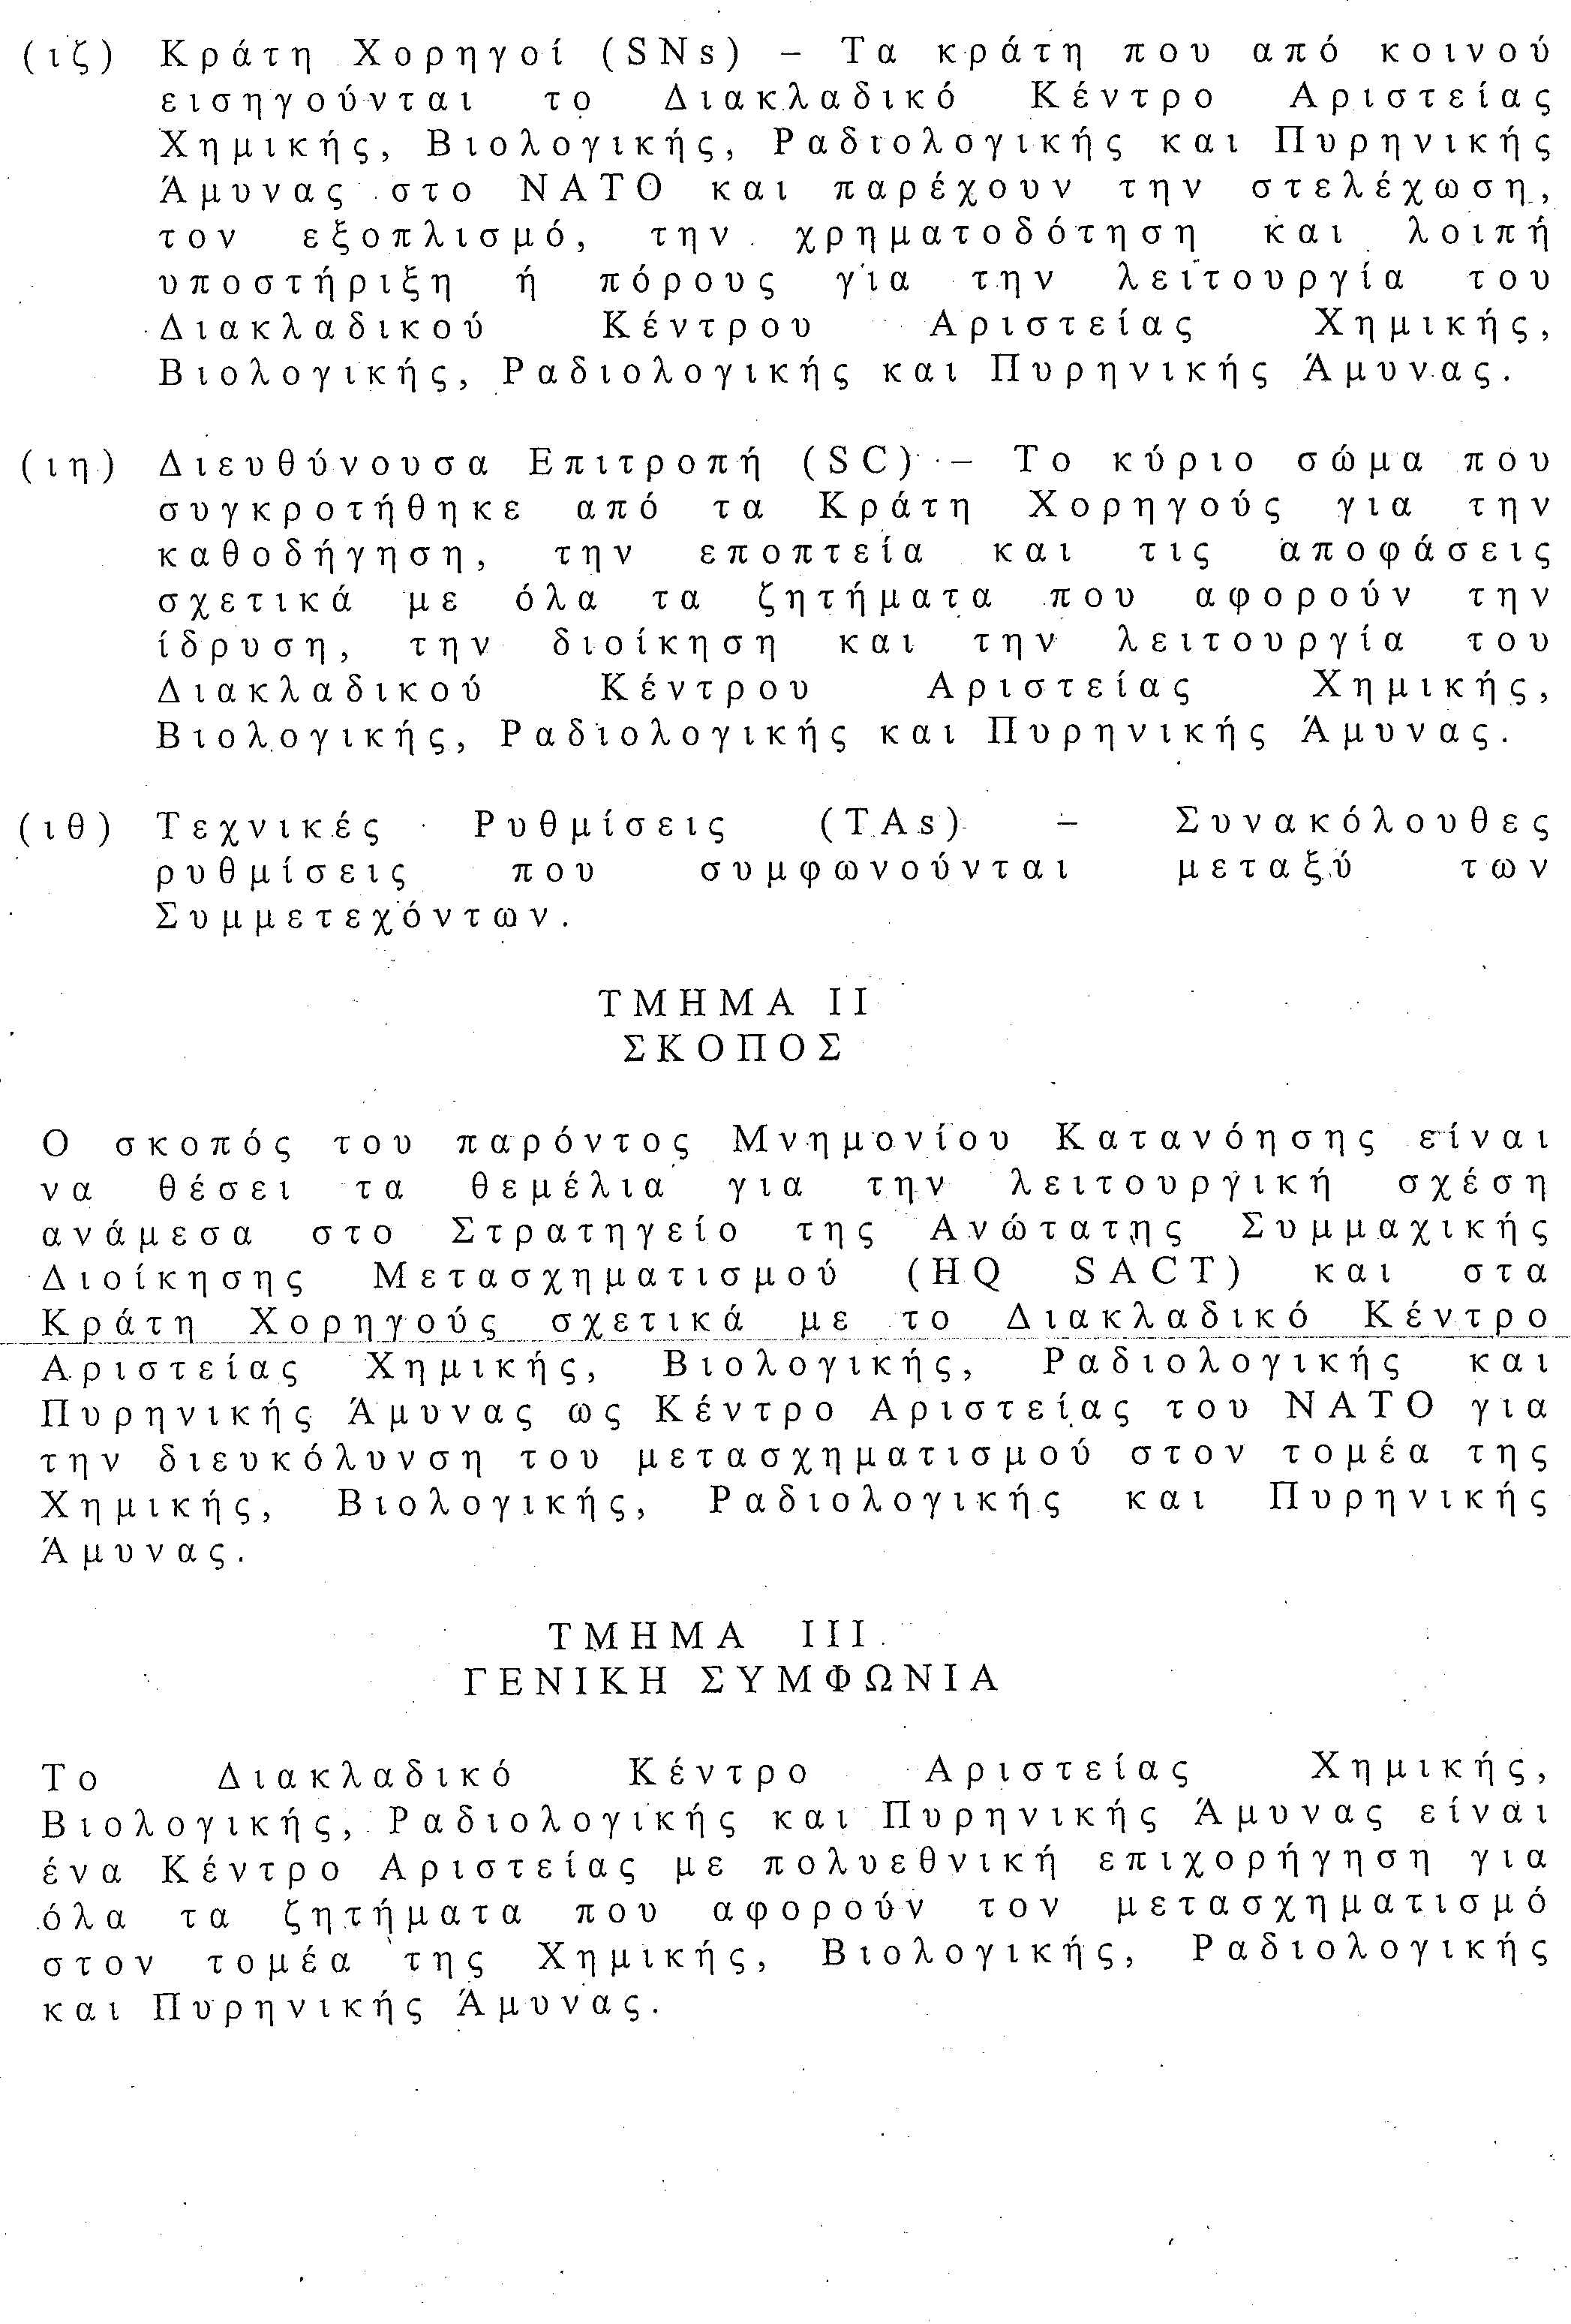 (ιζ) Κράτη Χορηγοί (SNs) – Τα κράτη που από κοινού
εισηγούνται το Διακλαδικό Κέντρο Αριστείας
Χημικής, Βιολογικής, Ραδιολογικής και Πυρηνικής
Άμυνας στο ΝΑΤΟ και παρέχουν την στελέχωση,
τον εξοπλισμό, την χρηματοδότηση και λοιπή
υποστήριξη ή πόρους για την λειτουργία του
Διακλαδικού Κέντρου Αριστείας Χημικής,
Βιολογικής, Ραδιολογικής και Πυρηνικής Άμυνας.
(ιη) Διευθύνουσα Επιτροπή (SC) – Το κύριο σώμα που
συγκροτήθηκε από τα Κράτη Χορηγούς για την
καθοδήγηση, την εποπτεία και τις αποφάσεις
σχετικά με όλα τα ζητήματα που αφορούν την
ίδρυση, την διοίκηση και την λειτουργία του
Διακλαδικού Κέντρου Αριστείας Χημικής,
Βιολογικής, Ραδιολογικής και Πυρηνικής Άμυνας.
(ιθ) Τεχνικές Ρυθμίσεις (TAs) – Συνακόλουθες
ρυθμίσεις που συμφωνούνται μεταξύ των
Συμμετεχόντων.
ΤΜΗΜΑ ΙΙ
ΣΚΟΠΟΣ
Ο σκοπός του παρόντος Μνημονίου Κατανόησης είναι
να θέσει τα θεμέλια για την λειτουργική σχέση
ανάμεσα στο Στρατηγείο της Ανώτατης Συμμαχικής
Διοίκησης Μετασχηματισμού (HQ SACT) και στα
Κράτη Χορηγούς σχετικά με το Διακλαδικό Κέντρο
Αριστείας Χημικής, Βιολογικής, Ραδιολογικής και
Πυρηνικής Άμυνας ως Κέντρο Αριστείας του ΝΑΤΟ για
την διευκόλυνση του μετασχηματισμού στον τομέα της
Χημικής, Βιολογικής, Ραδιολογικής και Πυρηνικής
Άμυνας.
ΤΜΗΜΑ ΙΙΙ
ΓΕΝΙΚΗ ΣΥΜΦΩΝΙΑ
Το Διακλαδικό Κέντρο Αριστείας Χημικής,
Βιολογικής, Ραδιολογικής και Πυρηνικής Άμυνας είναι
ένα Κέντρο Αριστείας με πολυεθνική επιχορήγηση για
όλα τα ζητήματα που αφορούν τον μετασχηματισμό
στον τομέα της Χημικής, Βιολογικής, Ραδιολογικής
και Πυρηνικής Άμυνας.